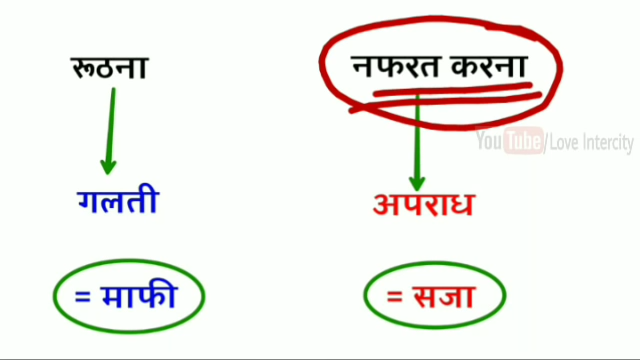 रूठना नफरत करना
YouTube/Love Intercity
गलती अपराध
= माफी = सजा